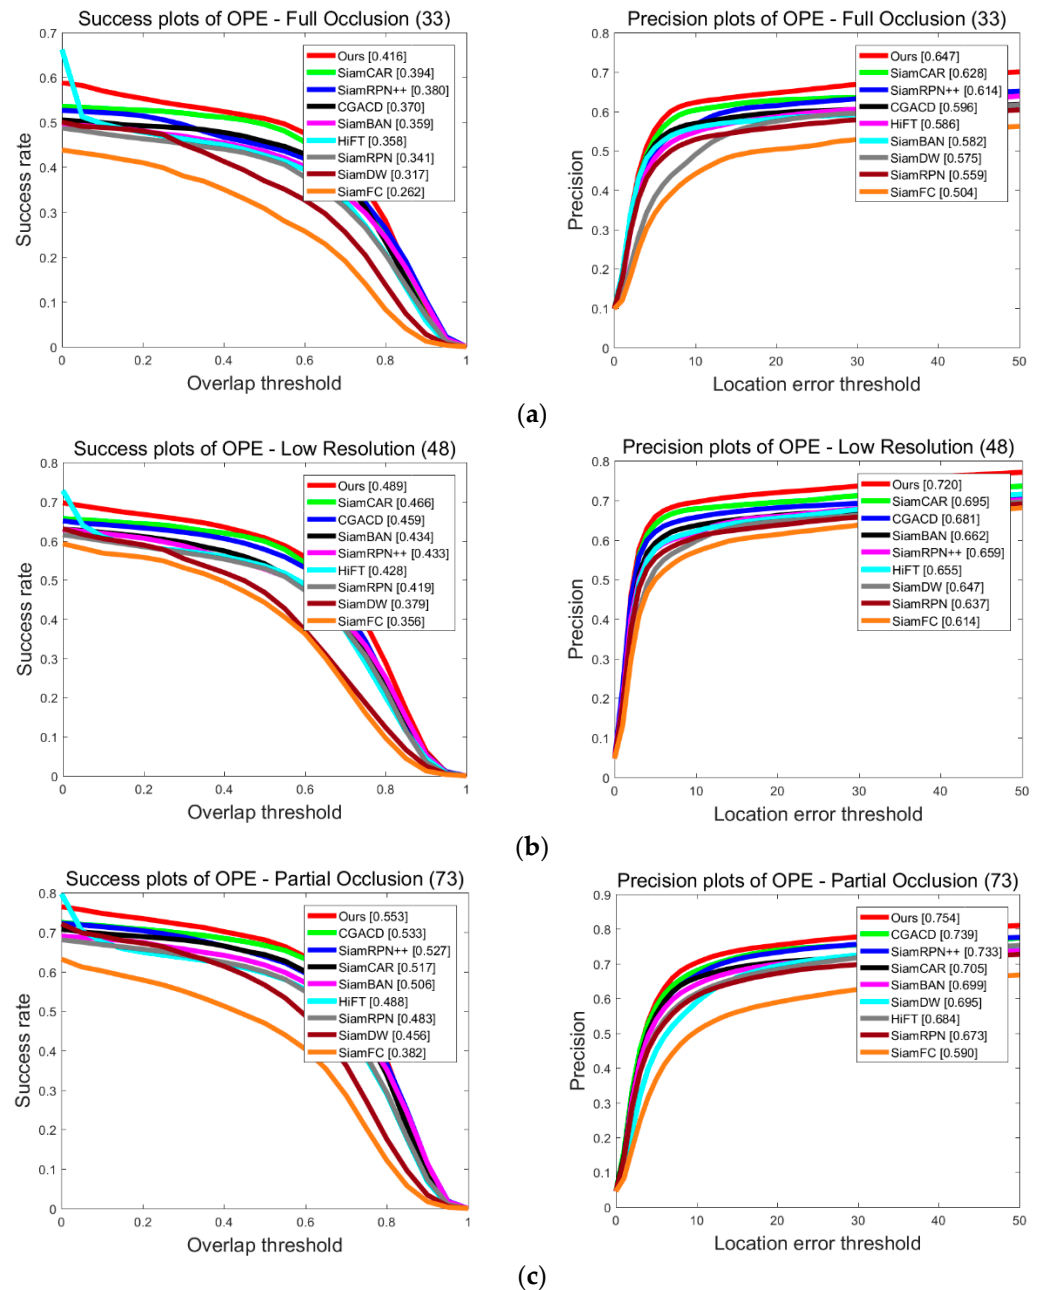 Success plots of OPE - Full Occlusion (33)
0.7
0.6
0.5
0.4
0.3
0.2
0.1
0
0
0.2
0.4
0.6
0.8
1
Success rate
Overlap threshold
Ours [0.416]
SiamCAR [0.394]
SiamRPN++ [0.380]
CGACD [0.370]
SiamBAN [0.359]
HiFT [0.358]
SiamRPN [0.341]
SiamDW [0.317]
SiamFC [0.262]
Precision plots of OPE - Full Occlusion (33)
0.8
0.7
0.6
0.5
0.4
0.3
0.2
0.1
0
0
10
20
30
40
50
Precision
Location error threshold
Ours [0.647]
SiamCAR [0.628]
SiamRPN++ [0.614]
CGACD [0.596]
HiFT [0.586]
SiamBAN [0.582]
SiamDW [0.575]
SiamRPN [0.559]
SiamFC [0.504]
(a)
Success plots of OPE - Low Resolution (48)
0.8
0.7
0.6
0.5
0.4
0.3
0.2
0.1
0
0
0.2
0.4
0.6
0.8
1
Success rate
Overlap threshold
Ours [0.489]
SiamCAR [0.466]
CGACD [0.459]
SiamBAN [0.434]
SiamRPN++ [0.433]
HiFT [0.428]
SiamRPN [0.419]
SiamDW [0.379]
SiamFC [0.356]
Precision plots of OPE - Low Resolution (48)
0.8
0.7
0.6
0.5
0.4
0.3
0.2
0.1
0
0
10
20
30
40
50
Precision
Location error threshold
Ours [0.720]
SiamCAR [0.695]
CGACD [0.681]
SiamBAN [0.662]
SiamRPN++ [0.659]
HiFT [0.655]
SiamDW [0.647]
SiamRPN [0.637]
SiamFC [0.614]
(b)
Success plots of OPE - Partial Occlusion (73)
0.8
0.7
0.6
0.5
0.4
0.3
0.2
0.1
0
0
0.2
0.4
0.6
0.8
1
Success rate
Overlap threshold
Ours [0.553]
CGACD [0.533]
SiamRPN++ [0.527]
SiamCAR [0.517]
SiamBAN [0.506]
HiFT [0.488]
SiamRPN [0.483]
SiamDW [0.456]
SiamFC [0.382]
Precision plots of OPE - Partial Occlusion (73)
0.9
0.8
0.7
0.6
0.5
0.4
0.3
0.2
0.1
0
0
10
20
30
40
50
Precision
Location error threshold
Ours [0.754]
CGACD [0.739]
SiamRPN++ [0.733]
SiamCAR [0.705]
SiamBAN [0.699]
SiamDW [0.695]
HiFT [0.684]
SiamRPN [0.673]
SiamFC [0.590]
(c)